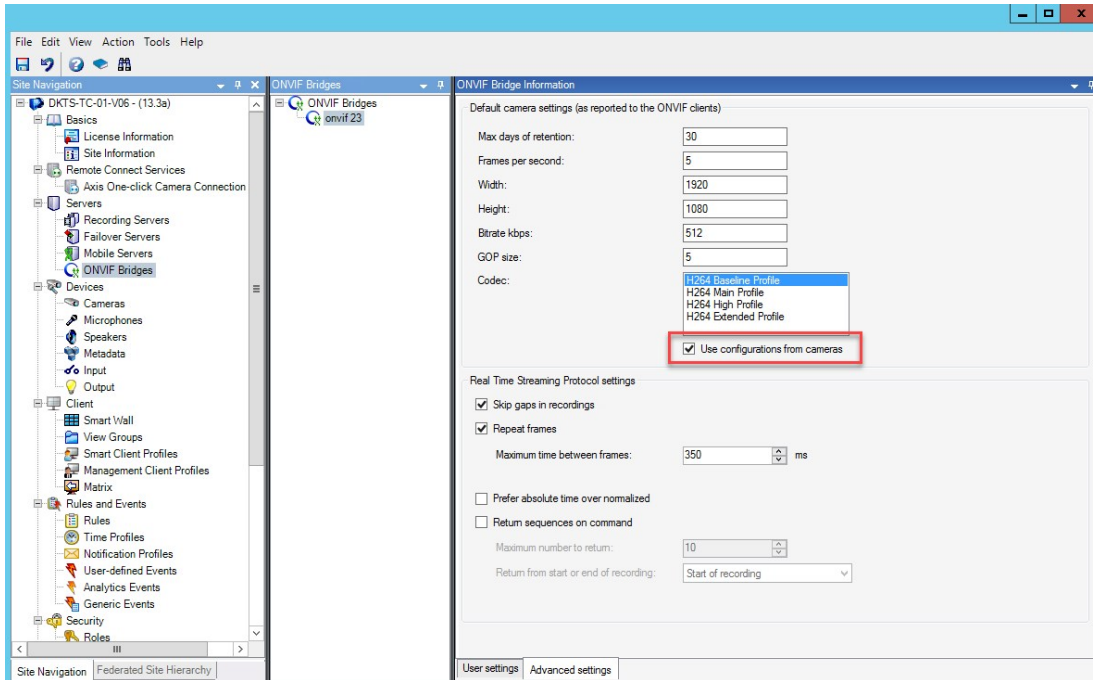 File Edit View Action Tools Help
Site Navigation
DKTS-TC-01-V06 - (13.3a)
Basics
License Information
Site Information
Remote Connect Services
Axis One-click Camera Connection
Servers
Recording Servers
Failover Servers
Mobile Servers
ONVIF Bridges
Devices
Cameras
Microphones
Speakers
Metadata
Input
Output
Client
Smart Wall
View Groups
Smart Client Profiles
Management Client Profiles
Matrix
Rules and Events
Rules
Time Profiles
Notification Profiles
User-defined Events
Analytics Events
Generic Events
Security
Roles
Site Navigation Federated Site Hierarchy
ONVIF Bridges
ONVIF Bridges
onvif 23
ONVIF Bridge Information
Default camera settings (as reported to the ONVIF clients)
Max days of retention: 30
Frames per second: 5
Width: 1920
Height: 1080
Bitrate kbps: 512
GOP size: 5
Codec: H264 Baseline Profile
H264 Main Profile
H264 High Profile
H264 Extended Profile
Use configurations from cameras
Real Time Streaming Protocol settings
Skip gaps in recordings
Repeat frames
Maximum time between frames: 350 ms
Prefer absolute time over normalized
Return sequences on command
Maximum number to return: 10
Return from start or end of recording: Start of recording
User settings Advanced settings